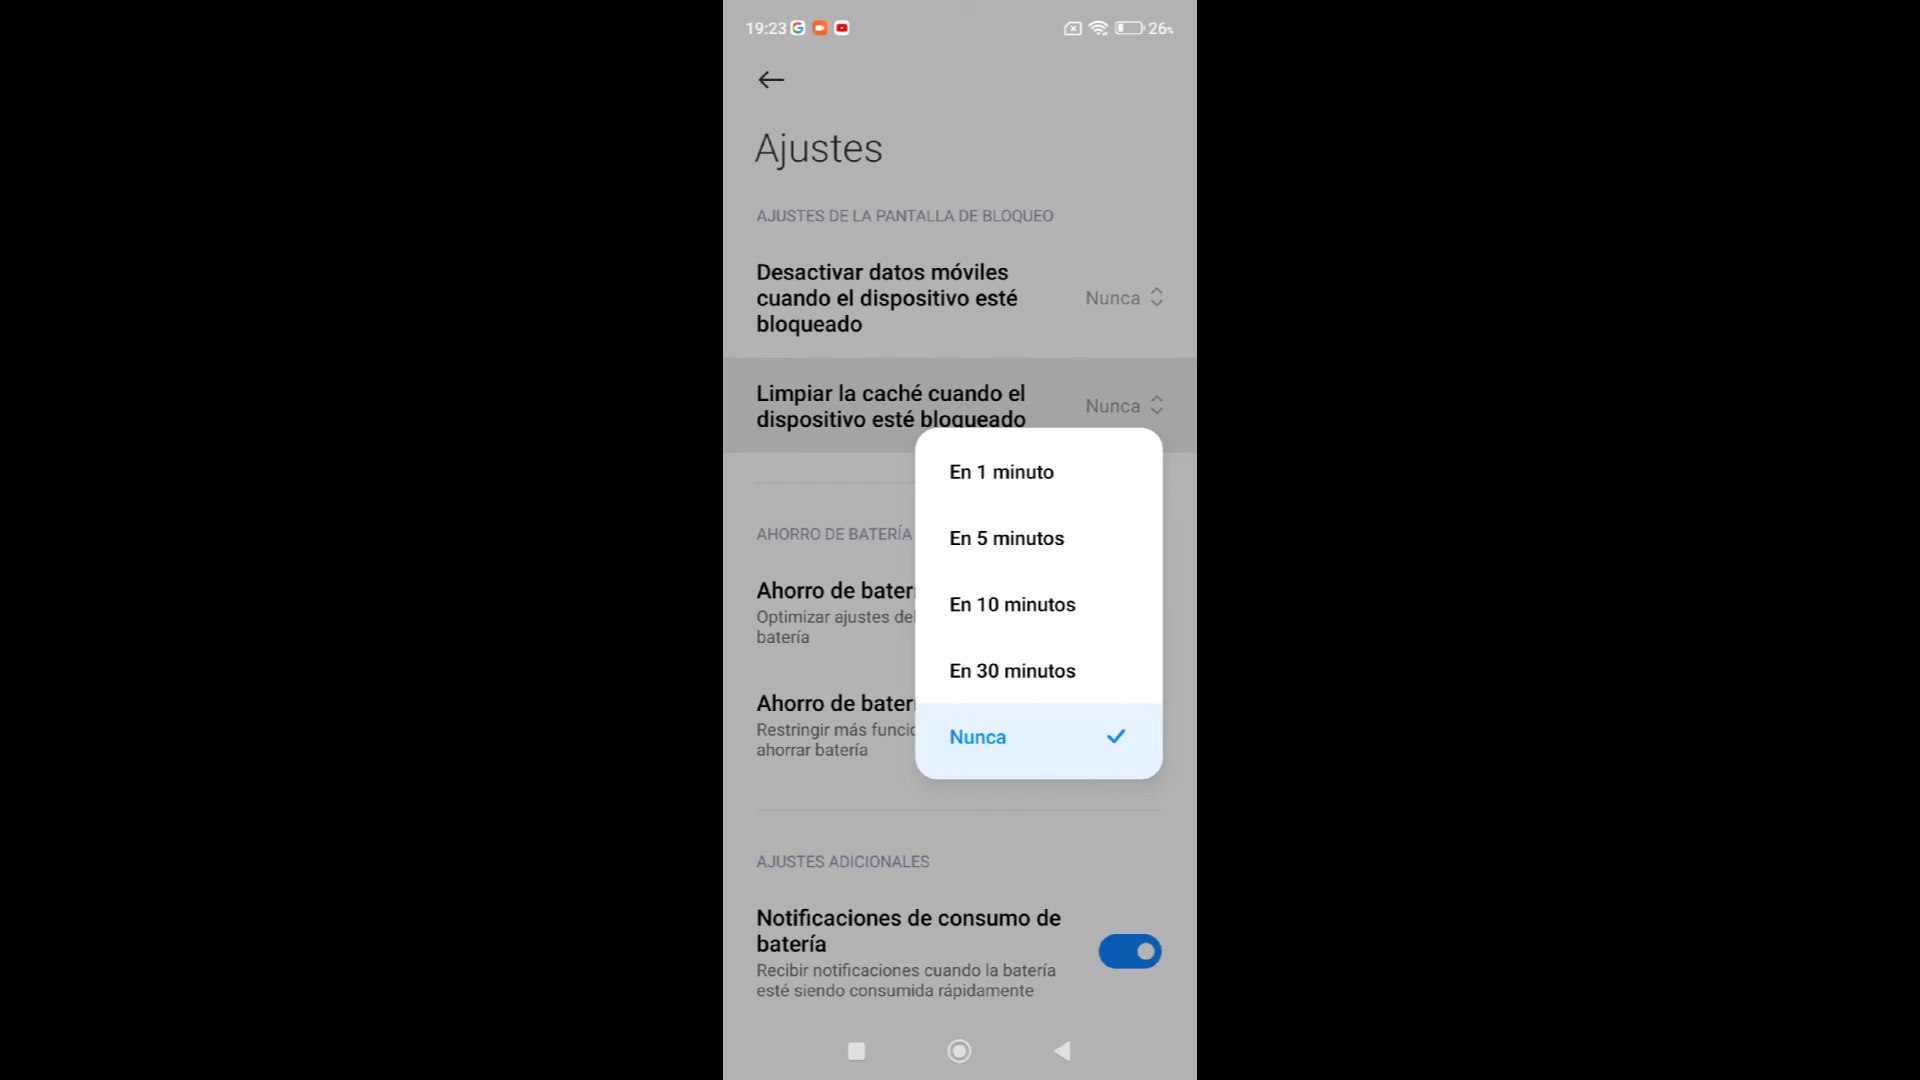 19:23
26%
Ajustes
AJUSTES DE LA PANTALLA DE BLOQUEO
Desactivar datos móviles
cuando el dispositivo esté
bloqueado
Nunca
Limpiar la caché cuando el
dispositivo esté bloqueado
Nunca
En 1 minuto
En 5 minutos
En 10 minutos
En 30 minutos
Nunca
AHORRO DE BATERÍA
Ahorro de bater
Optimizar ajustes del
batería
Ahorro de bater
Restringir más funcio
ahorrar batería
AJUSTES ADICIONALES
Notificaciones de consumo de
batería
Recibir notificaciones cuando la batería
esté siendo consumida rápidamente